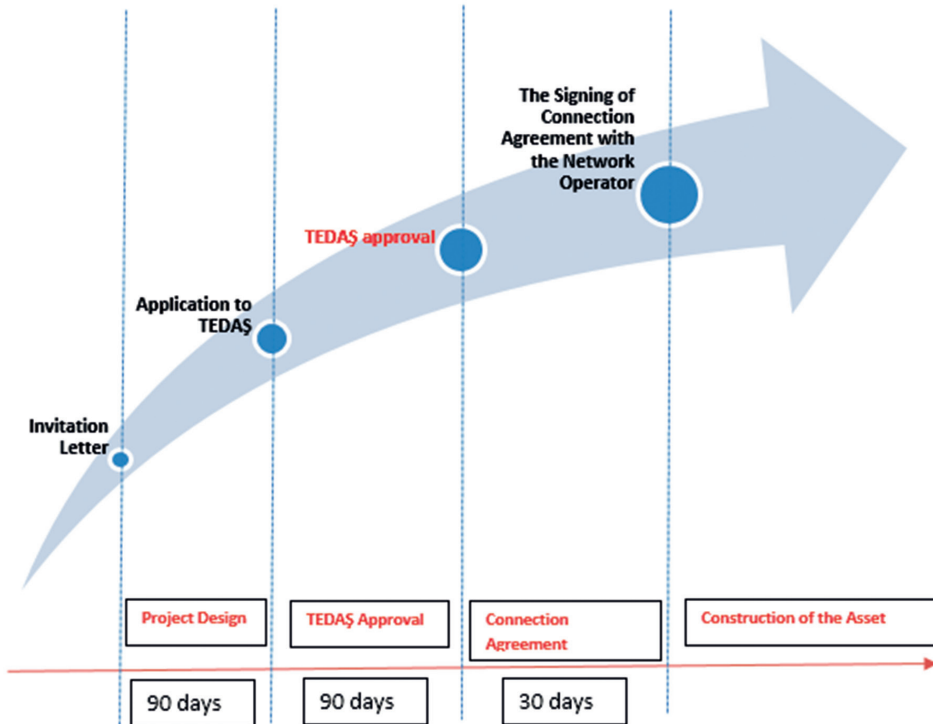 The Signing of
Connection
Agreement with
the Network
Operator
TEDAŞ approval
Application to
TEDAŞ
Invitation
Letter
Project Design
TEDAŞ Approval
Connection
Agreement
Construction of the Asset
90 days
90 days
30 days